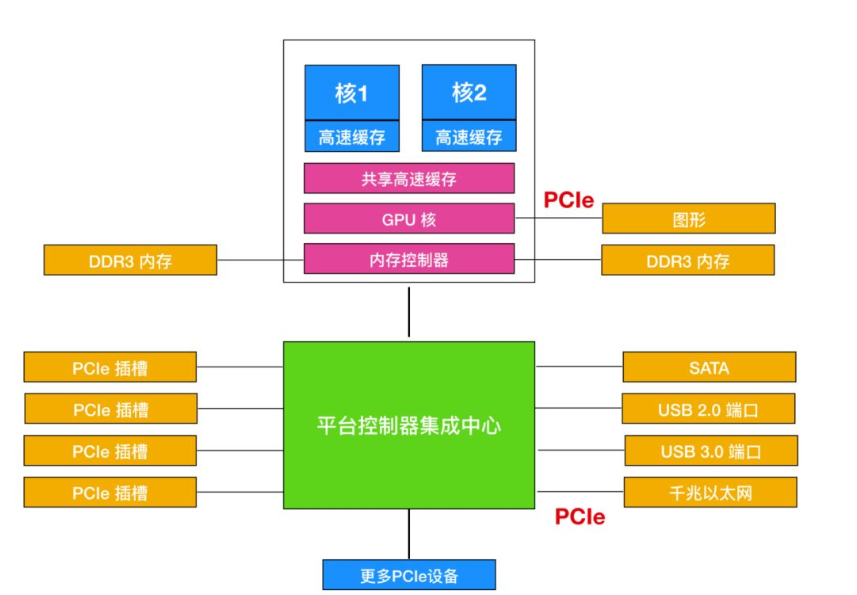 核1
核2
高速缓存
高速缓存
共享高速缓存
PCIe
GPU 核
图形
DDR3 内存
内存控制器
DDR3 内存
PCIe 插槽
SATA
PCIe 插槽
平台控制器集成中心
USB 2.0 端口
PCIe 插槽
USB 3.0 端口
PCIe 插槽
千兆以太网
PCIe
更多PCIe设备